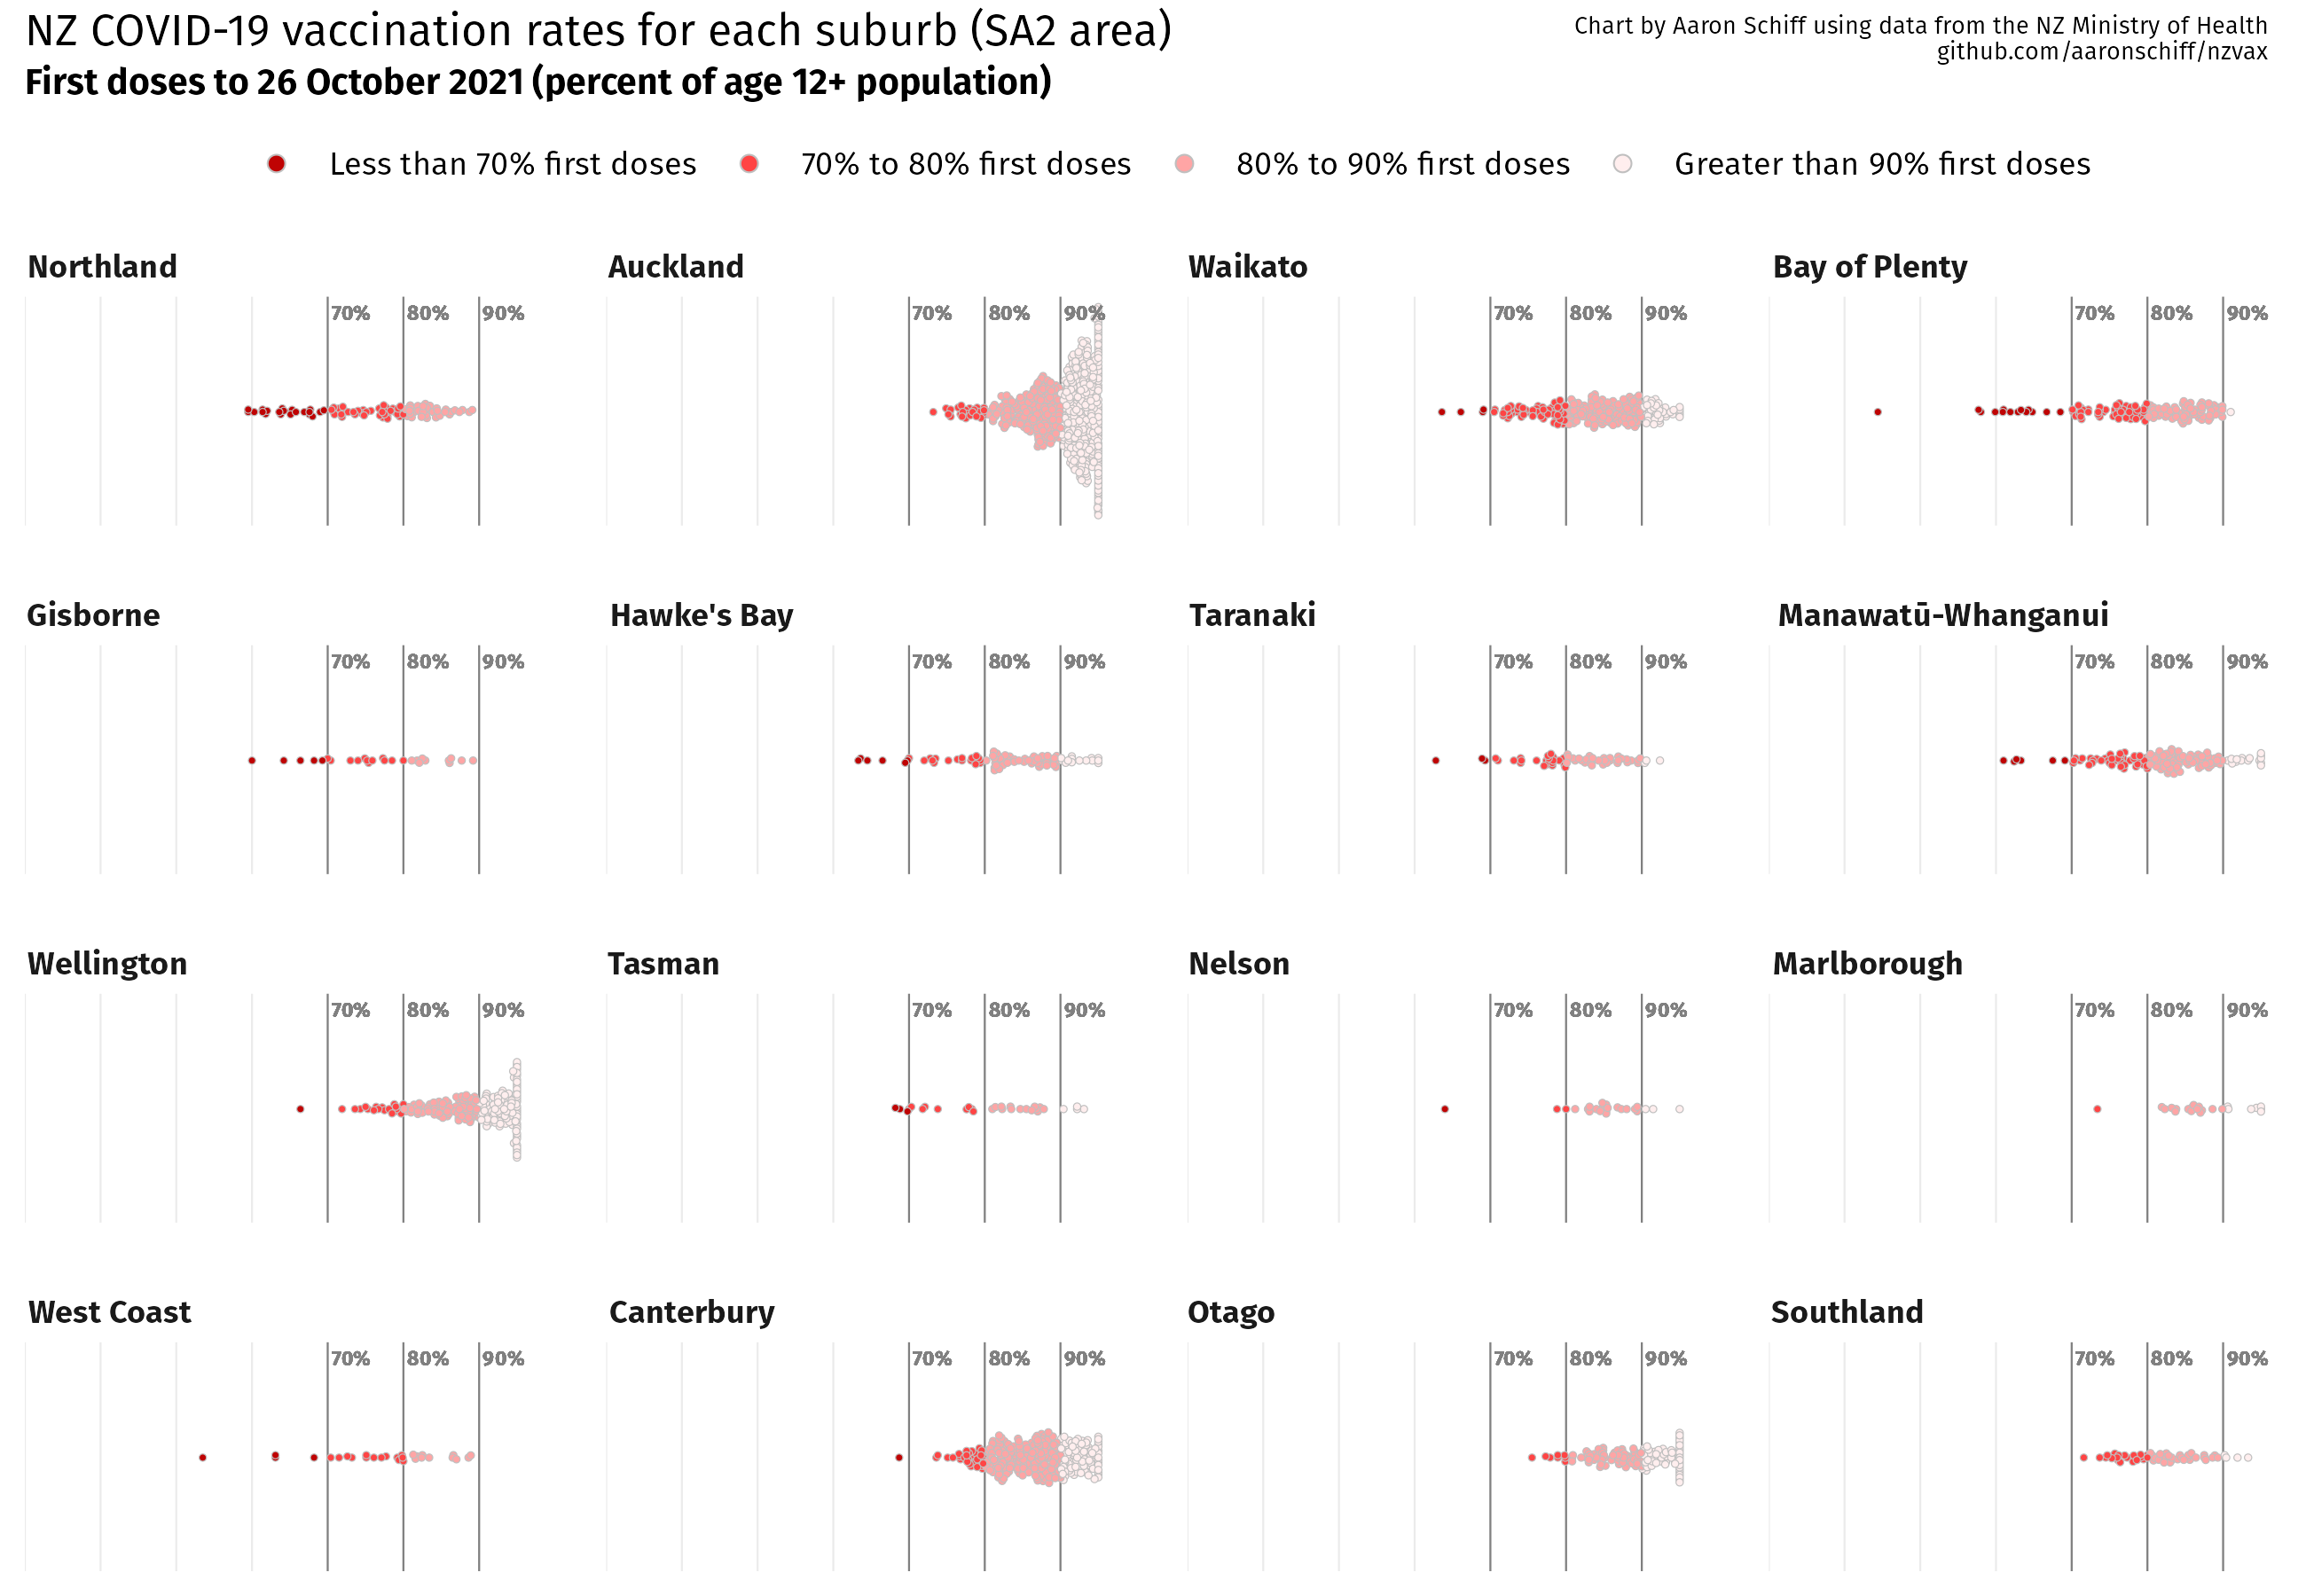 NZ COVID-19 vaccination rates for each suburb (SA2 area)
First doses to 26 October 2021 (percent of age 12+ population)
Chart by Aaron Schiff using data from the NZ Ministry of Health
github.com/aaronschiff/nzvax
Less than 70% first doses
70% to 80% first doses
80% to 90% first doses
Greater than 90% first doses
Northland
70% 80% 90%
Auckland
70% 80% 90%
Waikato
70% 80% 90%
Bay of Plenty
70% 80% 90%
Gisborne
70% 80% 90%
Hawke's Bay
70% 80% 90%
Taranaki
70% 80% 90%
Manawatū-Whanganui
70% 80% 90%
Wellington
70% 80% 90%
Tasman
70% 80% 90%
Nelson
70% 80% 90%
Marlborough
70% 80% 90%
West Coast
70% 80% 90%
Canterbury
70% 80% 90%
Otago
70% 80% 90%
Southland
70% 80% 90%